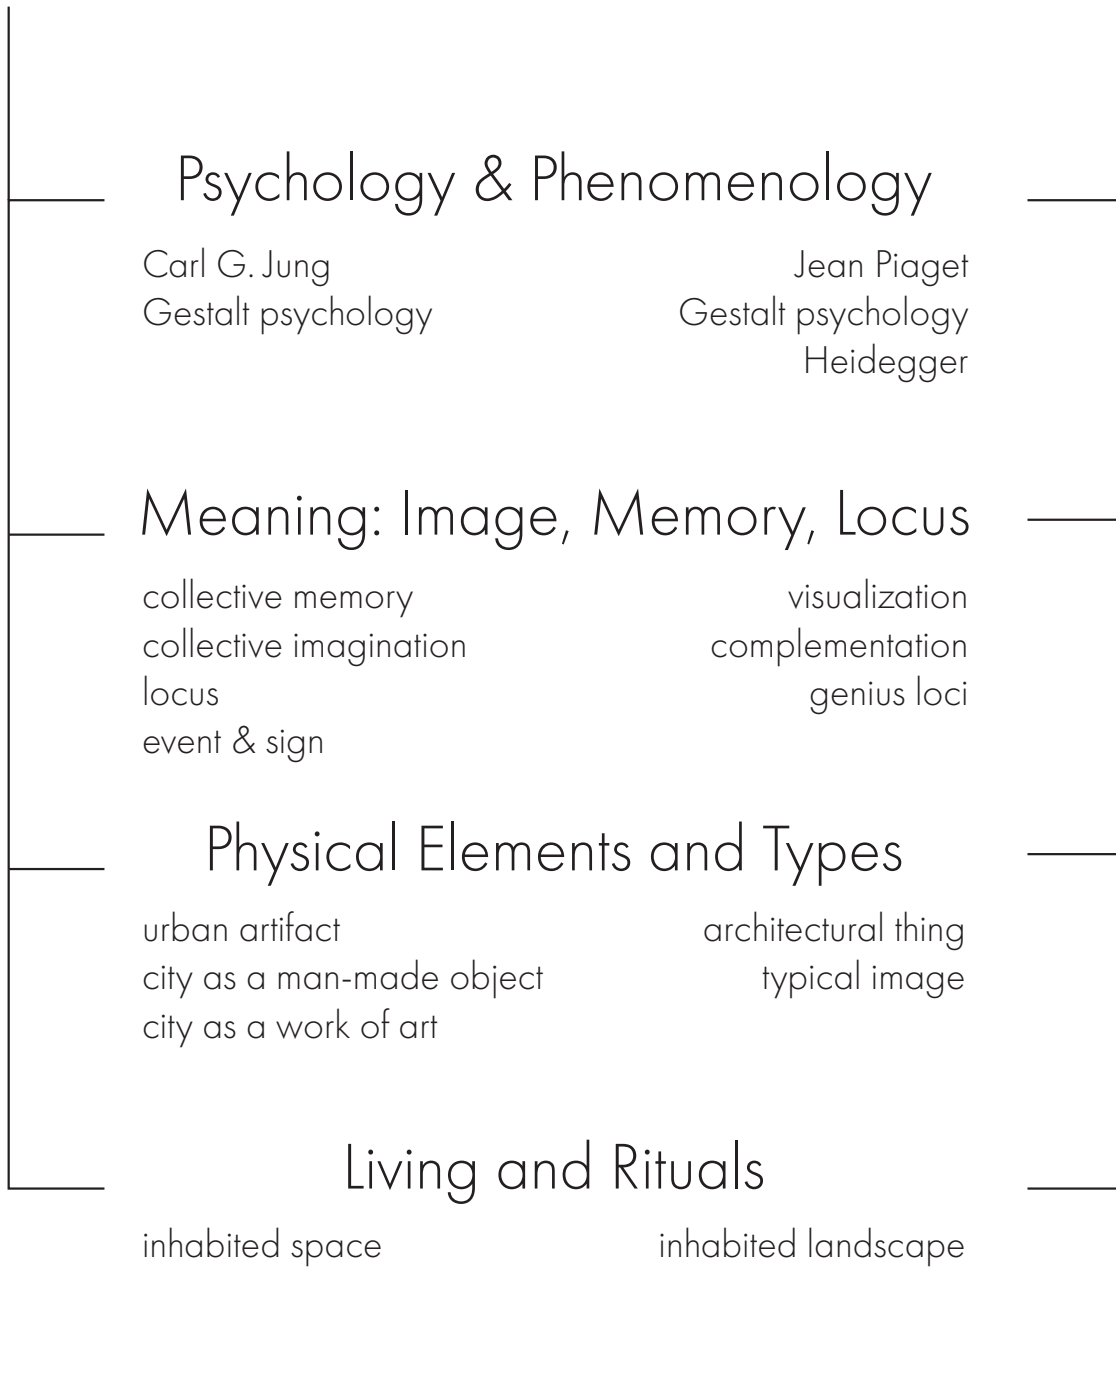 Psychology & Phenomenology
Carl G. Jung
Gestalt psychology
Jean Piaget
Gestalt psychology
Heidegger
Meaning: Image, Memory, Locus
collective memory
collective imagination
locus
event & sign
visualization
complementation
genius loci
Physical Elements and Types
urban artifact
city as a man-made object
city as a work of art
architectural thing
typical image
Living and Rituals
inhabited space
inhabited landscape